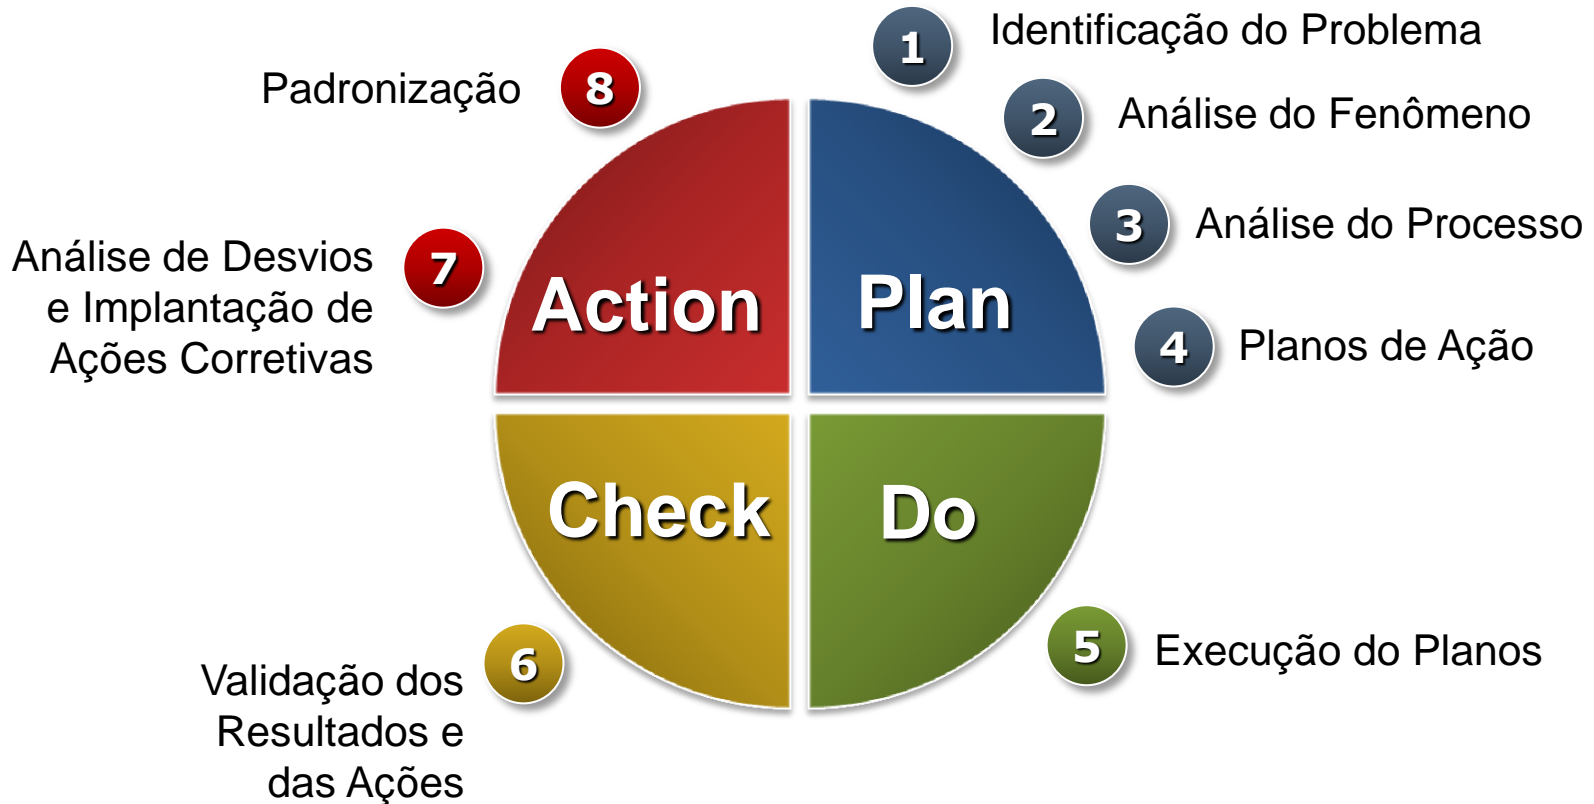 1
Identificação do Problema
2
Análise do Fenômeno
3
Análise do Processo
4
Planos de Ação
Plan
Do
5
Execução do Planos
Check
6
Validação dos
Resultados e
das Ações
Action
7
Análise de Desvios
e Implantação de
Ações Corretivas
8
Padronização